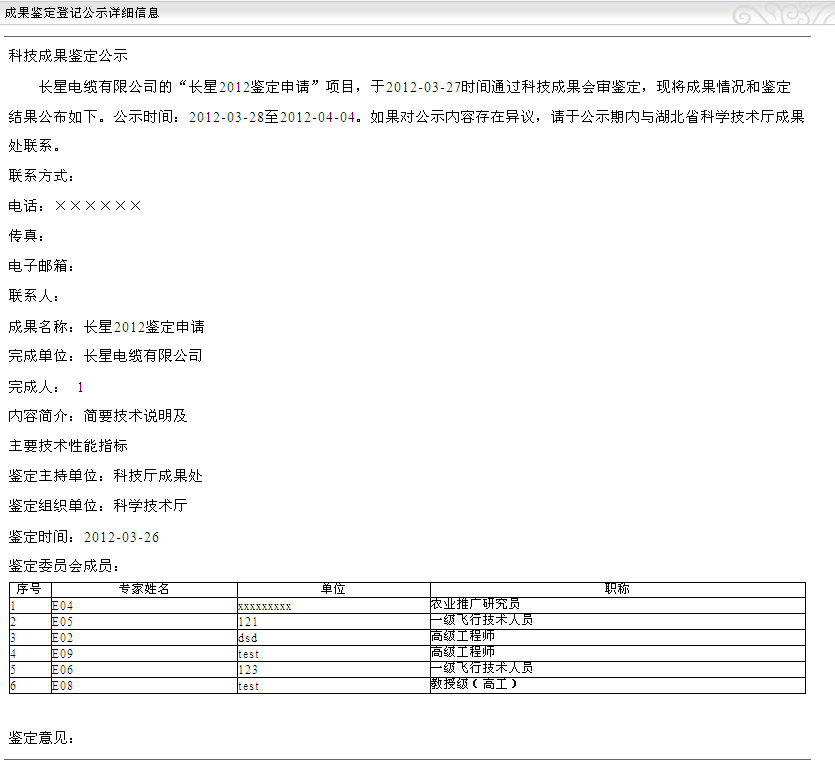 成果鉴定登记公示详细信息
科技成果鉴定公示
长星电缆有限公司的“长星2012鉴定申请”项目，于2012-03-27时间通过科技成果会审鉴定，现将成果情况和鉴定
结果公布如下。公示时间：2012-03-28至2012-04-04。如果对公示内容存在异议，请于公示期内与湖北省科学技术厅成果
处联系。
联系方式：
电话：××××××
传真：
电子邮箱：
联系人：
成果名称：长星2012鉴定申请
完成单位：长星电缆有限公司
完成人： 1
内容简介：简要技术说明及
主要技术性能指标
鉴定主持单位：科技厅成果处
鉴定组织单位：科学技术厅
鉴定时间：2012-03-26
鉴定委员会成员：
序号 专家姓名 单位 职称
1 E04 xxxxxxxxx 农业推广研究员
2 E05 121 一级飞行技术人员
3 E02 dsd 高级工程师
4 E09 test 高级工程师
5 E06 123 一级飞行技术人员
6 E08 test 教授级（高工）
鉴定意见：